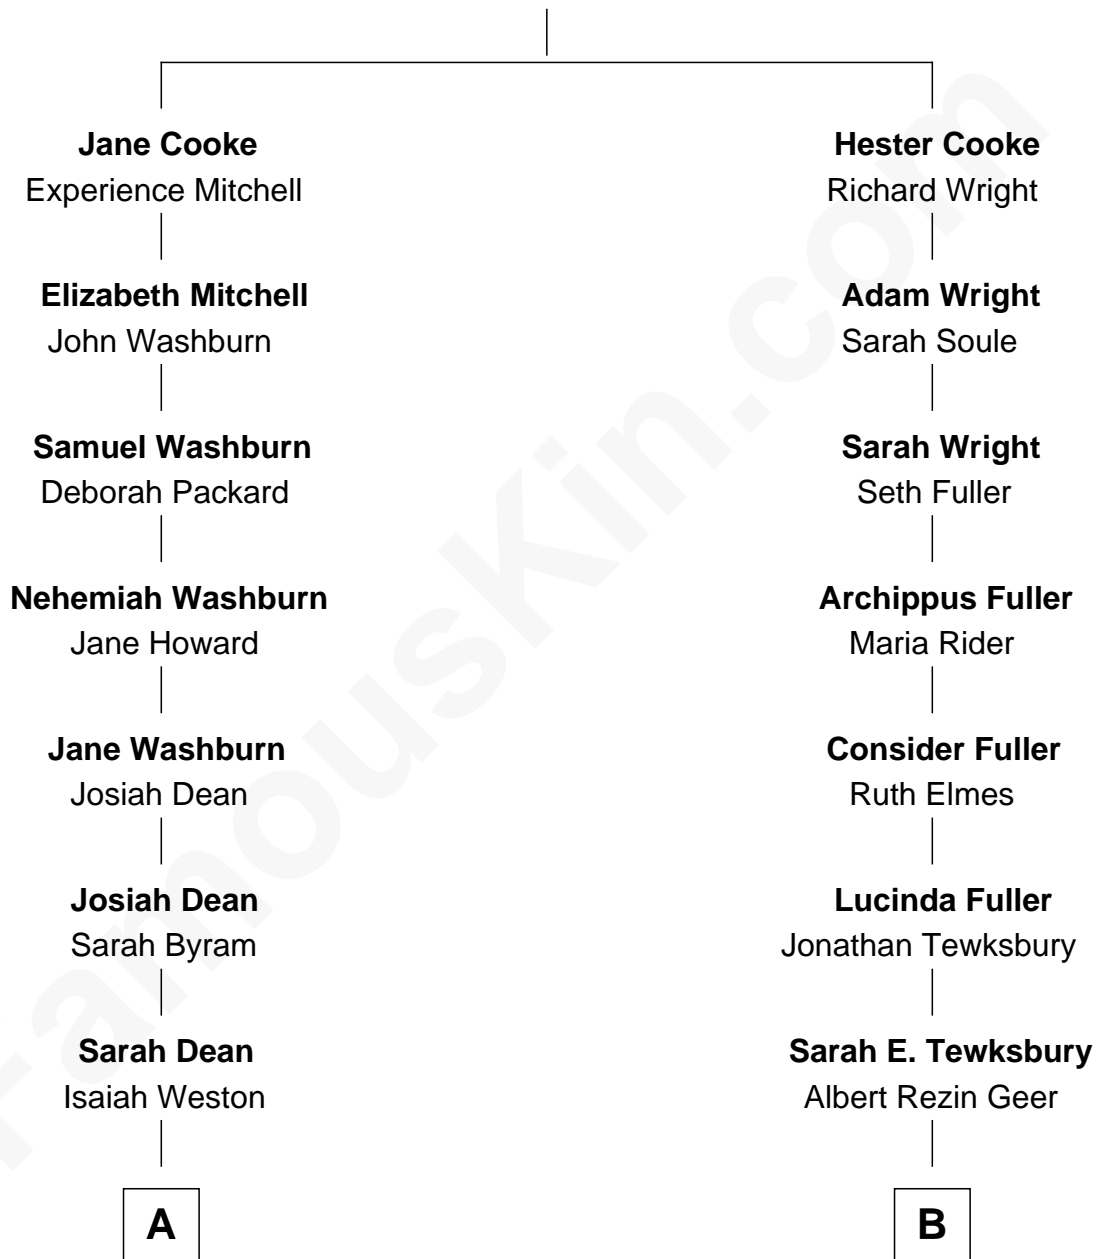 Jane Cooke
Experience Mitchell
Elizabeth Mitchell
John Washburn
Samuel Washburn
Deborah Packard
Nehemiah Washburn
Jane Howard
Jane Washburn
Josiah Dean
Josiah Dean
Sarah Byram
Sarah Dean
Isaiah Weston
A
Hester Cooke
Richard Wright
Adam Wright
Sarah Soule
Sarah Wright
Seth Fuller
Archippus Fuller
Maria Rider
Consider Fuller
Ruth Elmes
Lucinda Fuller
Jonathan Tewksbury
Sarah E. Tewksbury
Albert Rezin Geer
B
FamousKin.com